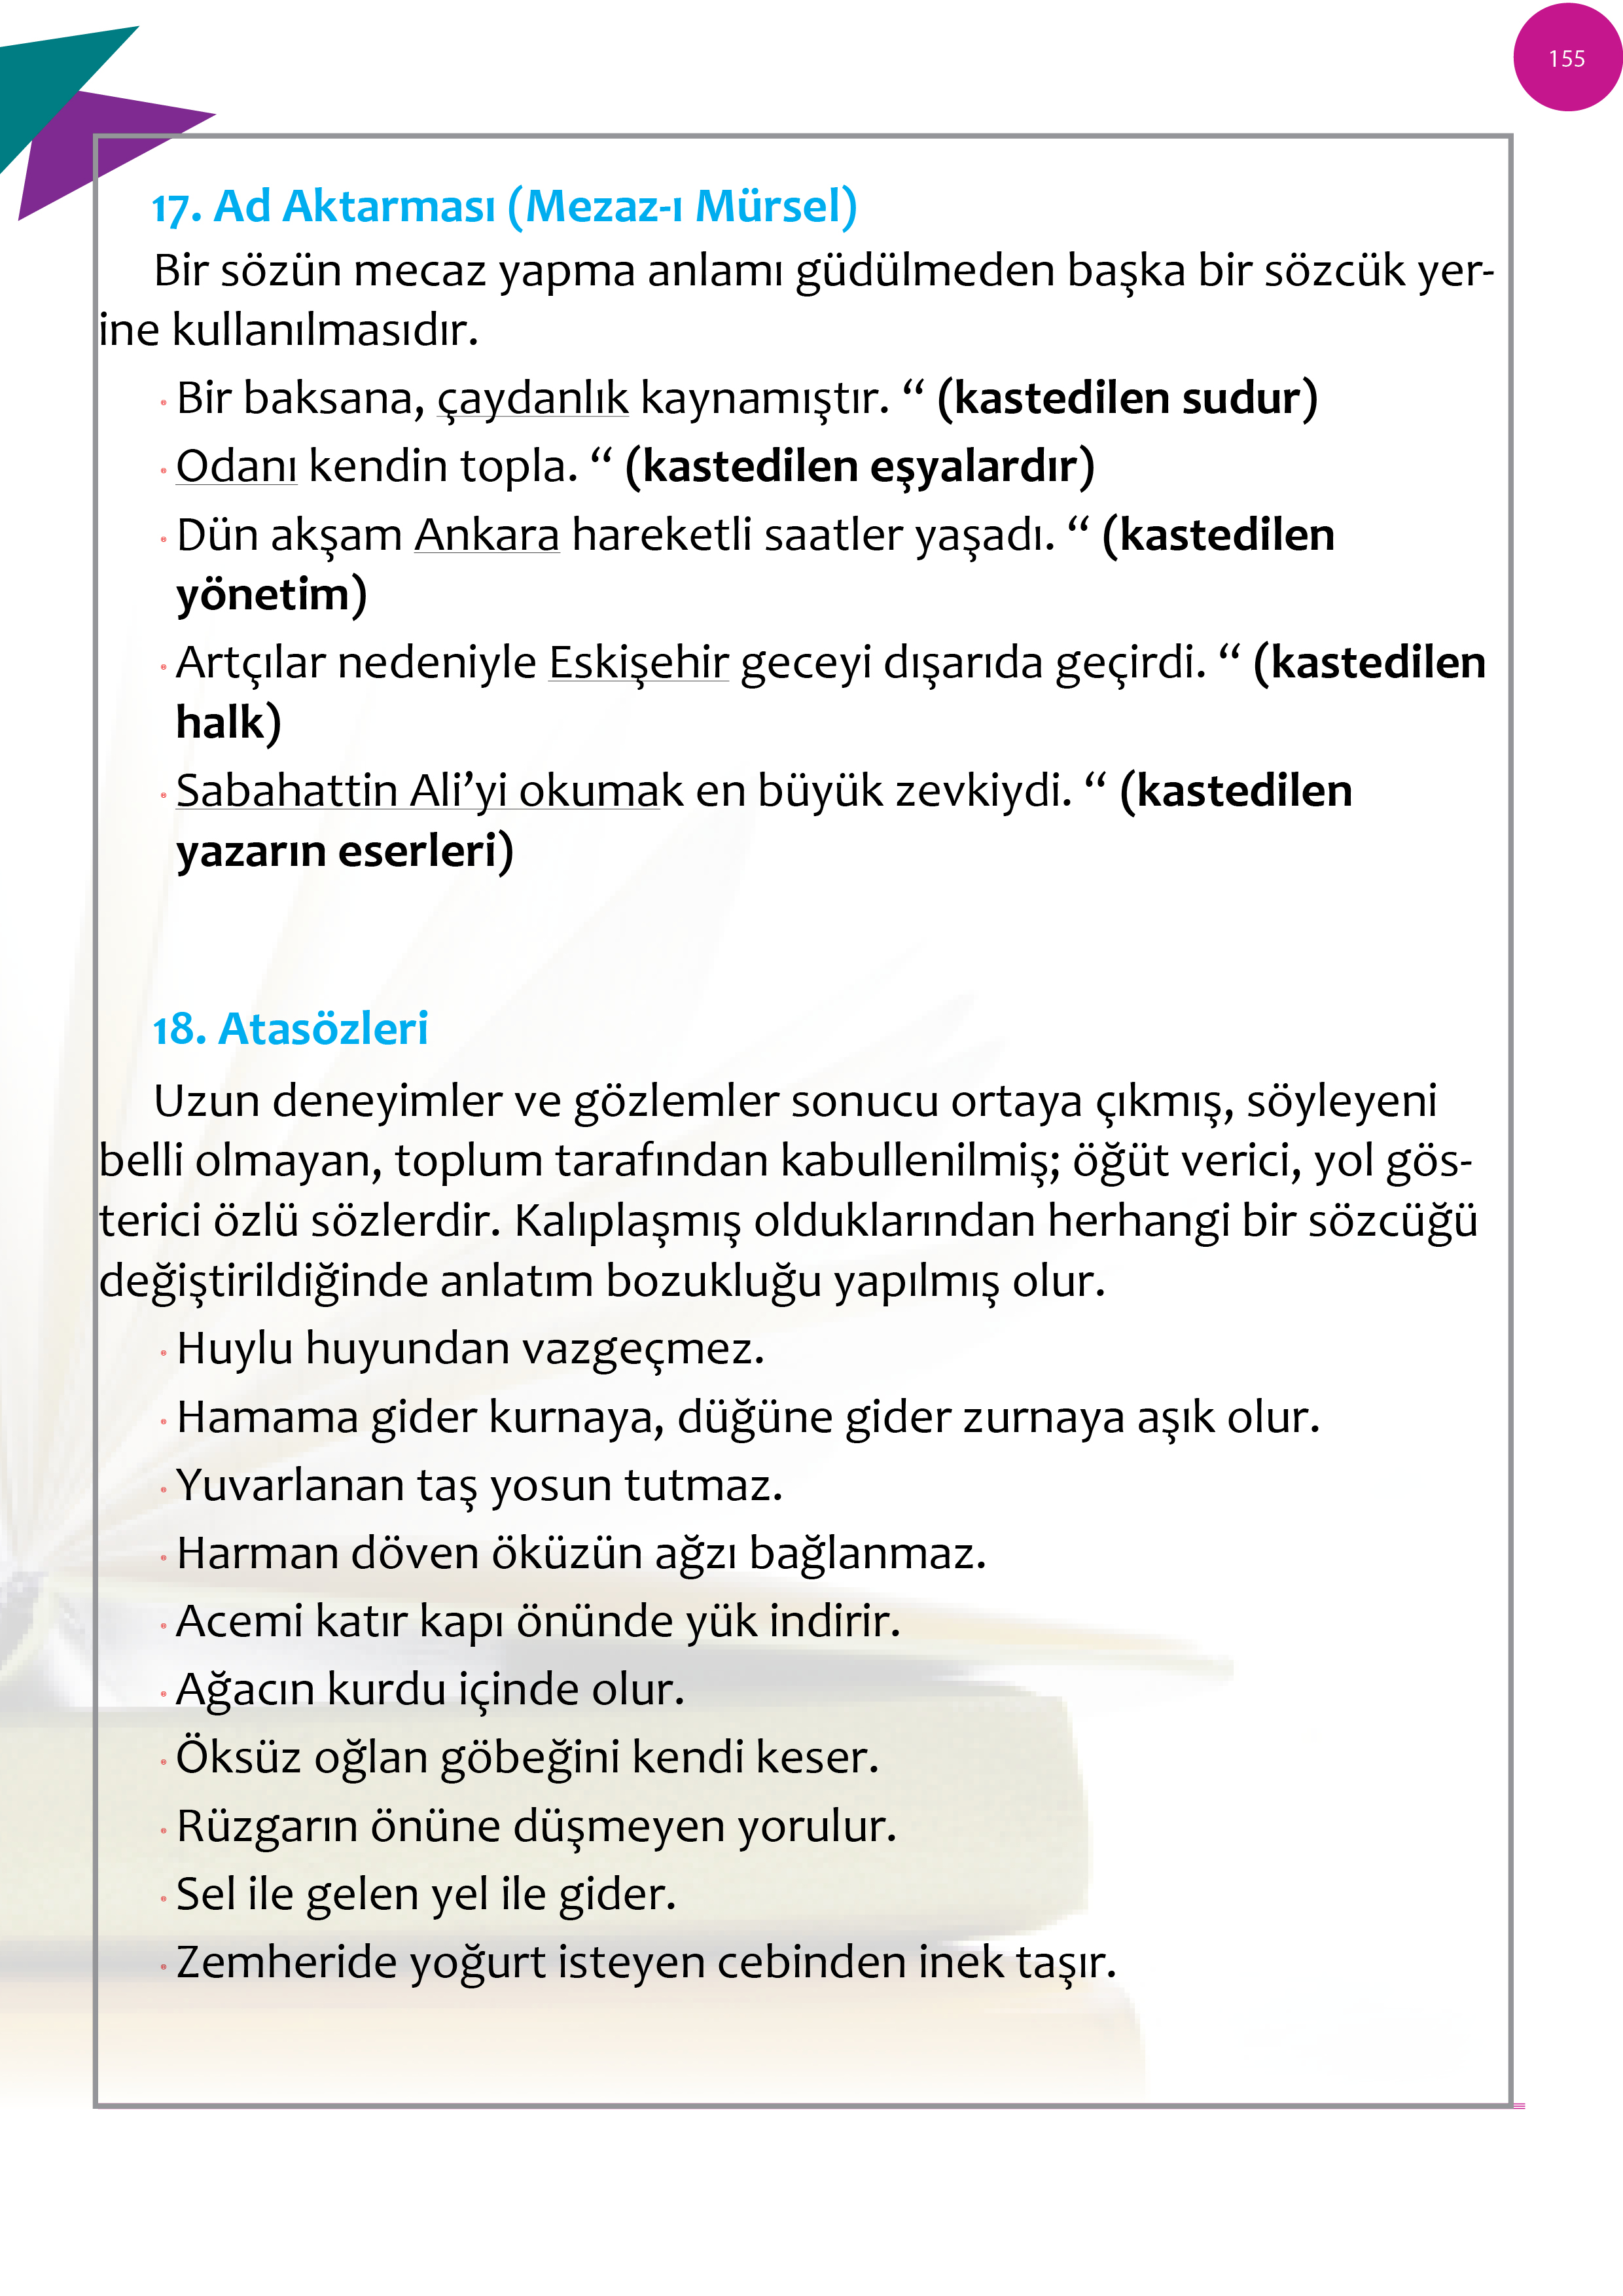 155
17. Ad Aktarması (Mezaz-ı Mürsel)
Bir sözün mecaz yapma anlamı güdülmeden başka bir sözcük yer-
ine kullanılmasıdır.
• Bir baksana, çaydanlık kaynamıştır. “ (kastedilen sudur)
• Odanı kendin topla. “ (kastedilen eşyalardır)
• Dün akşam Ankara hareketli saatler yaşadı. “ (kastedilen
yönetim)
• Artçılar nedeniyle Eskişehir geceyi dışarıda geçirdi. “ (kastedilen
halk)
• Sabahattin Ali’yi okumak en büyük zevkiydi. “ (kastedilen
yazarın eserleri)
18. Atasözleri
Uzun deneyimler ve gözlemler sonucu ortaya çıkmış, söyleyeni
belli olmayan, toplum tarafından kabullenilmiş; öğüt verici, yol gös-
terici özlü sözlerdir. Kalıplaşmış olduklarından herhangi bir sözcüğü
değiştirildiğinde anlatım bozukluğu yapılmış olur.
• Huylu huyundan vazgeçmez.
• Hamama gider kurnaya, düğüne gider zurnaya aşık olur.
• Yuvarlanan taş yosun tutmaz.
• Harman döven öküzün ağzı bağlanmaz.
• Acemi katır kapı önünde yük indirir.
• Ağacın kurdu içinde olur.
• Öksüz oğlan göbeğini kendi keser.
• Rüzgarın önüne düşmeyen yorulur.
• Sel ile gelen yel ile gider.
• Zemheride yoğurt isteyen cebinden inek taşır.